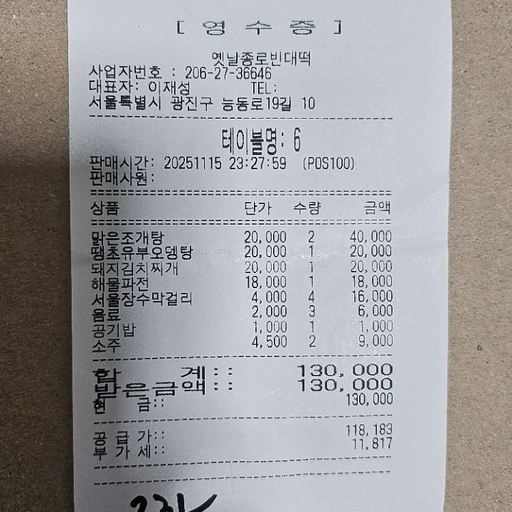 [ 영 수 증 ]
옛날종로빈대떡
사업자번호 : 206-27-36646
대표자: 이재성 TEL:
서울특별시 광진구 능동로19길 10
테이블명: 6
판매시간: 20251115 23:27:59 (POS100)
판매사원:
상품 단가 수량 금액
맑은조개탕 20,000 2 40,000
땡초유부오뎅탕 20,000 1 20,000
돼지김치찌개 20,000 1 20,000
해물파전 18,000 1 18,000
서울장수막걸리 4,000 4 16,000
음료 2,000 3 6,000
공기밥 1,000 1 1,000
소주 4,500 2 9,000
합 계:: 130,000
받은금액:: 130,000
현 금:: 130,000
공 급 가:: 118,183
부 가 세:: 11,817